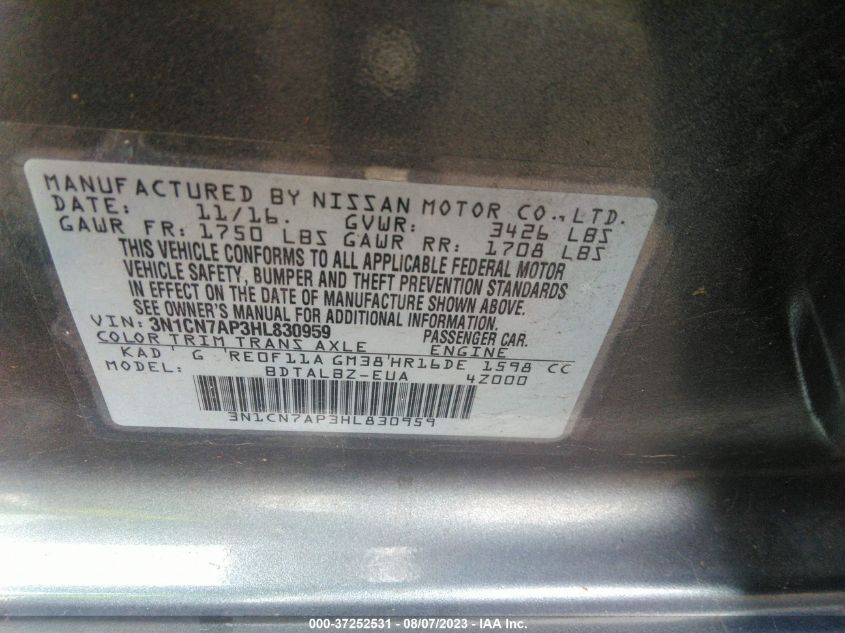 MANUFACTURED BY NISSAN MOTOR CO., LTD.
DATE: 11/16. GVWR: 3426 LBS
GAWR FR: 1750 LBS GAWR RR: 1708 LBS
THIS VEHICLE CONFORMS TO ALL APPLICABLE FEDERAL MOTOR
VEHICLE SAFETY, BUMPER AND THEFT PREVENTION STANDARDS
IN EFFECT ON THE DATE OF MANUFACTURE SHOWN ABOVE.
SEE OWNER'S MANUAL FOR ADDITIONAL INFORMATION.
VIN: 3N1CN7AP3HL830959 PASSENGER CAR.
COLOR TRIM TRANS AXLE ENGINE
KAD' G 'RE0F11A GM38'HR16DE 1598 CC
MODEL: BDTALBZ-EUA 4Z000
3N1CN7AP3HL830959
000-37252531 - 08/07/2023 - IAA Inc.